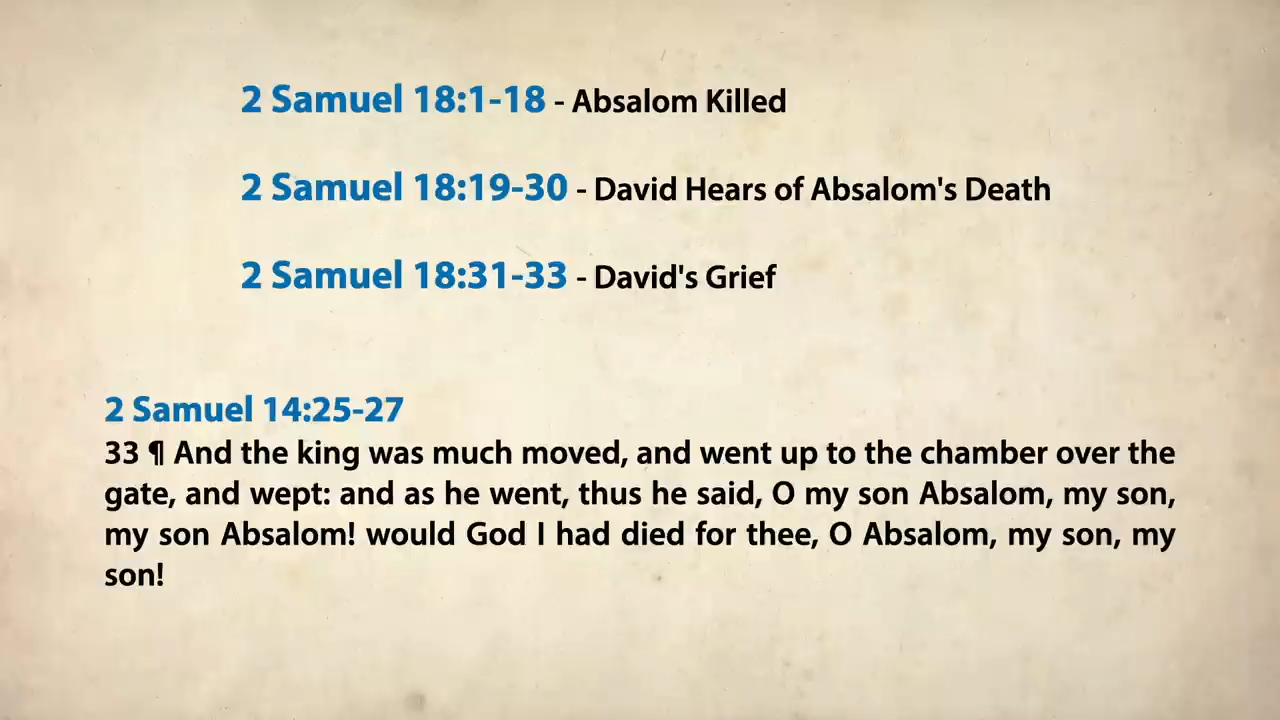 2 Samuel 18:1-18 - Absalom Killed
2 Samuel 18:19-30 - David Hears of Absalom's Death
2 Samuel 18:31-33 - David's Grief
2 Samuel 14:25-27
33 ¶ And the king was much moved, and went up to the chamber over the
gate, and wept: and as he went, thus he said, O my son Absalom, my son,
my son Absalom! would God I had died for thee, O Absalom, my son, my
son!